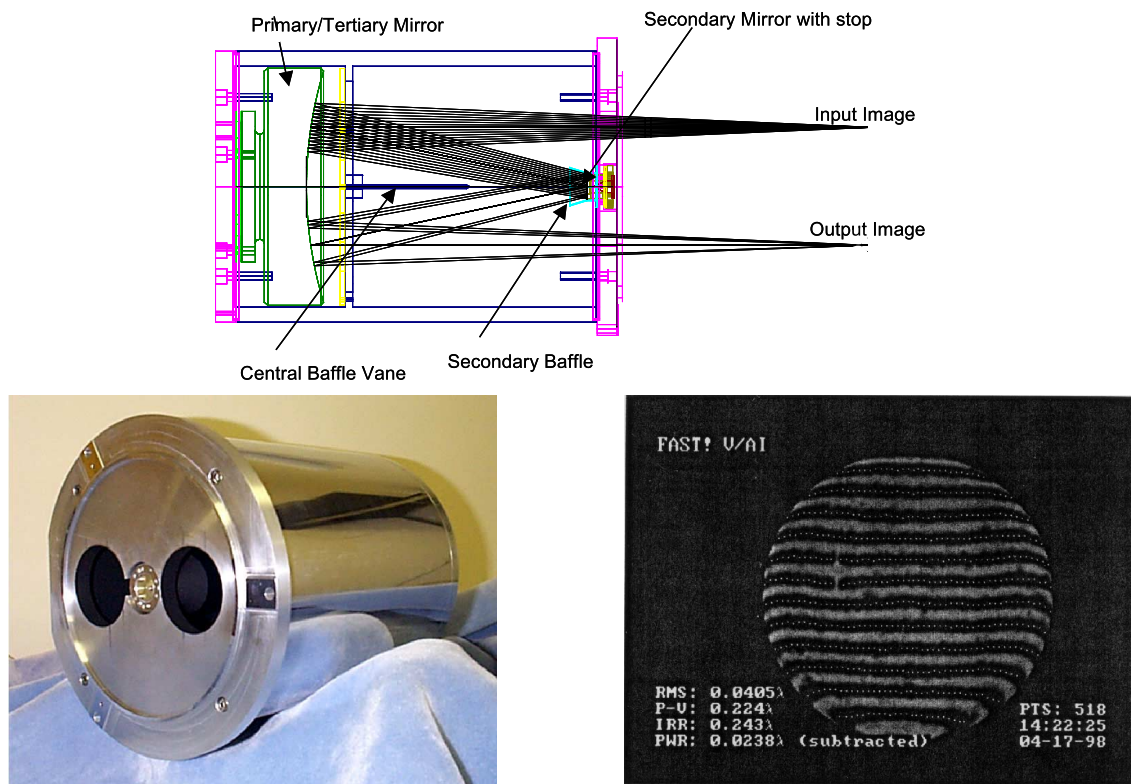 Primary/Tertiary Mirror
Secondary Mirror with stop
Input Image
Output Image
Secondary Baffle
Central Baffle Vane
FAST! V/AI
RMS: 0.0405λ
P-V: 0.224λ
IRR: 0.243λ
PWR: 0.0238λ (subtracted)
PTS: 518
14:22:25
04-17-98